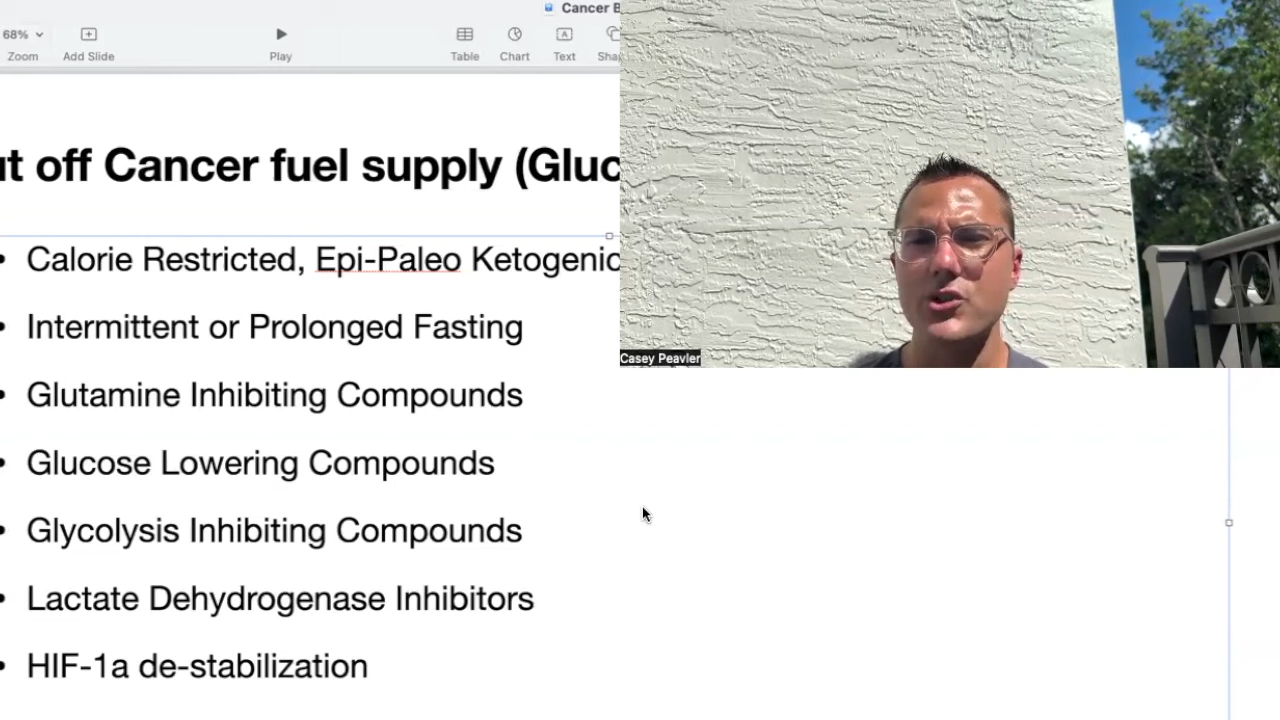 Cancer B
68%
Zoom
Add Slide
Play
Table
Chart
Text
Shap
ut off Cancer fuel supply (Gluc
• Calorie Restricted, Epi-Paleo Ketogenic
• Intermittent or Prolonged Fasting
• Glutamine Inhibiting Compounds
• Glucose Lowering Compounds
• Glycolysis Inhibiting Compounds
• Lactate Dehydrogenase Inhibitors
• HIF-1a de-stabilization
Casey Peavler